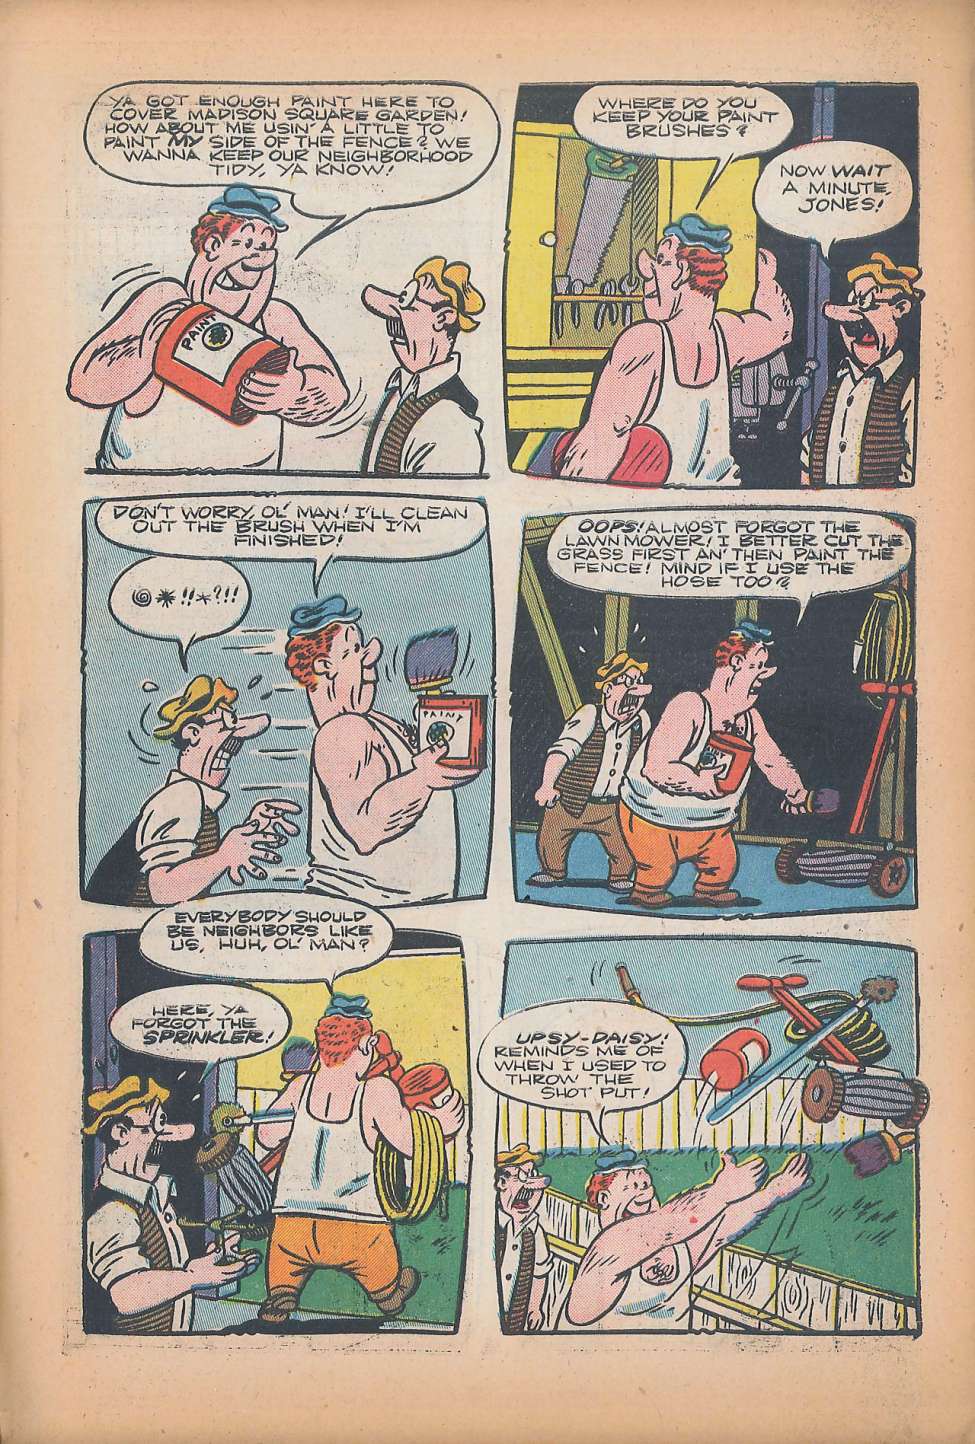 YA GOT ENOUGH PAINT HERE TO
COVER MADISON SQUARE GARDEN!
HOW ABOUT ME USIN' A LITTLE TO
PAINT MY SIDE OF THE FENCE? WE
WANNA KEEP OUR NEIGHBORHOOD
TIDY, YA KNOW!
PAINT
WHERE DO YOU
KEEP YOUR PAINT
BRUSHES?
NOW WAIT
A MINUTE,
JONES!
DON'T WORRY, OL' MAN! I'LL CLEAN
OUT THE BRUSH WHEN I'M
FINISHED!
@*!!*?!!
PAINT
OOPS! ALMOST FORGOT THE
LAWN MOWER! I BETTER CUT THE
GRASS FIRST AN' THEN PAINT THE
FENCE! MIND IF I USE THE
HOSE TOO?
PAINT
EVERYBODY SHOULD
BE NEIGHBORS LIKE
US, HUH, OL' MAN?
HERE, YA
FORGOT THE
SPRINKLER!
UPSY-DAISY!
REMINDS ME OF
WHEN I USED TO
THROW THE
SHOT PUT!